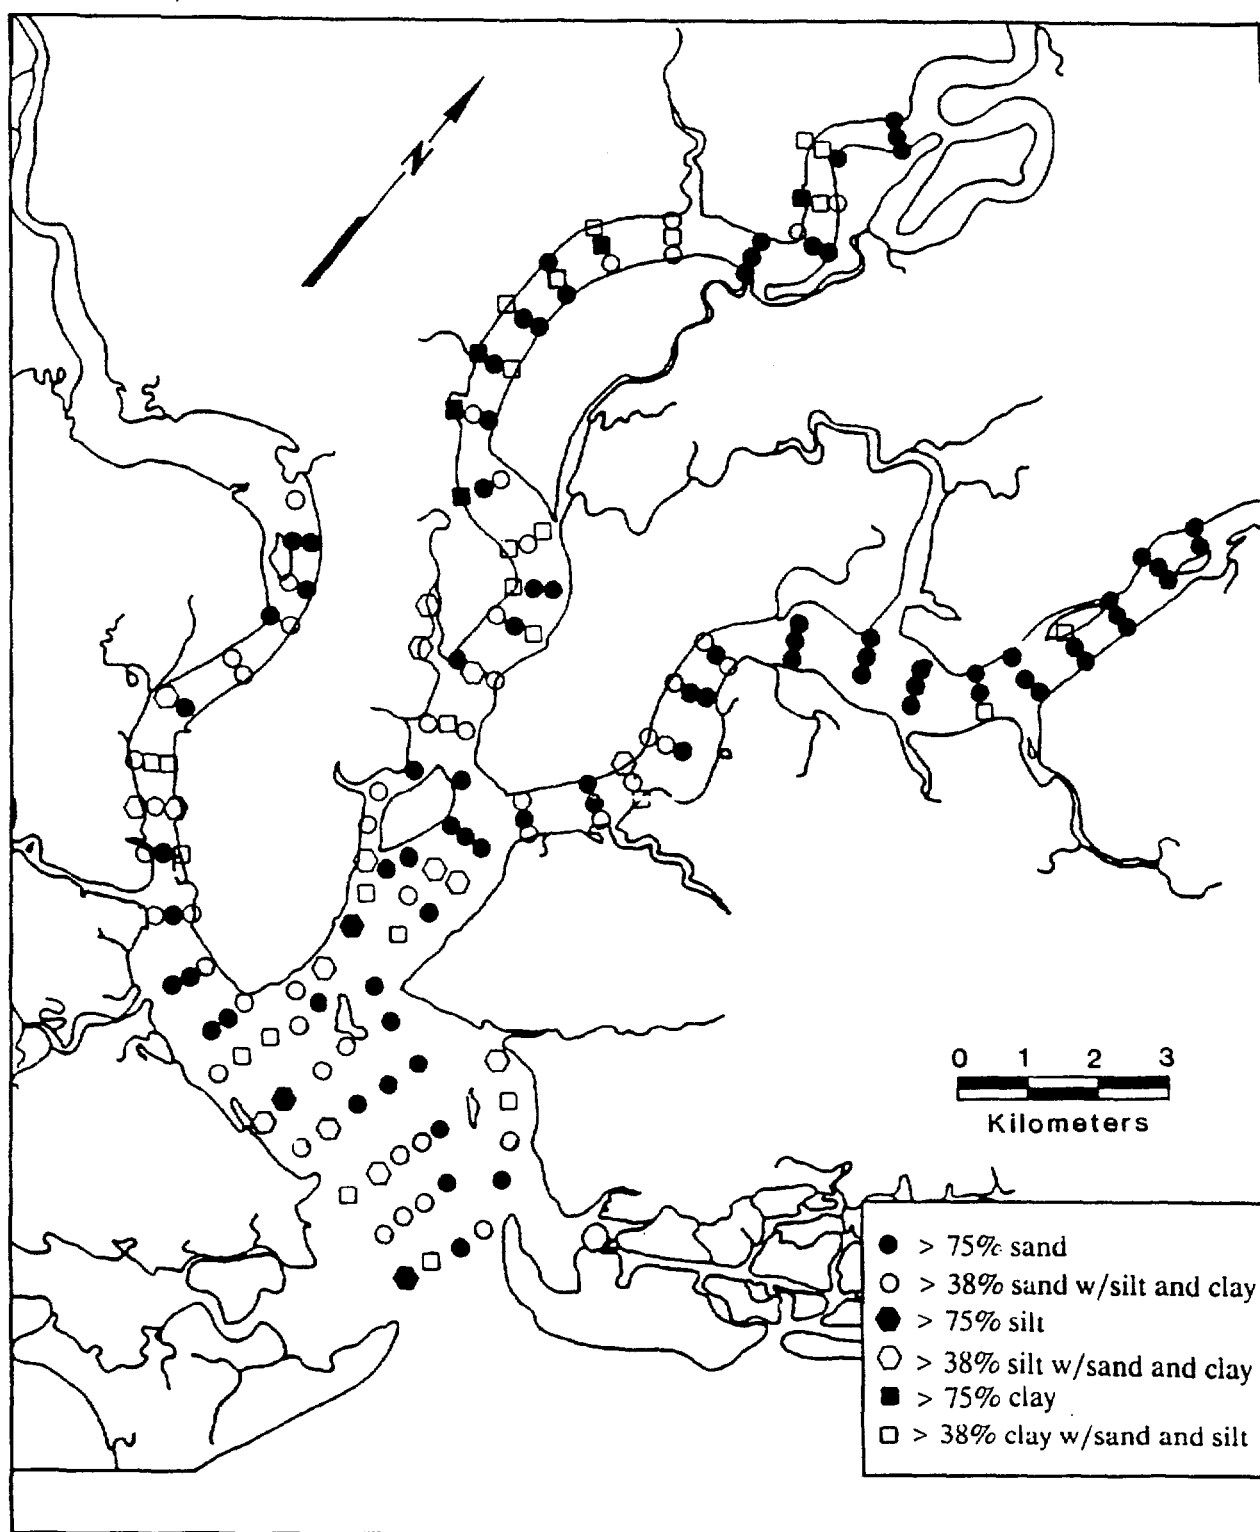 N
0 1 2 3
Kilometers
> 75% sand
> 38% sand w/silt and clay
> 75% silt
> 38% silt w/sand and clay
> 75% clay
> 38% clay w/sand and silt